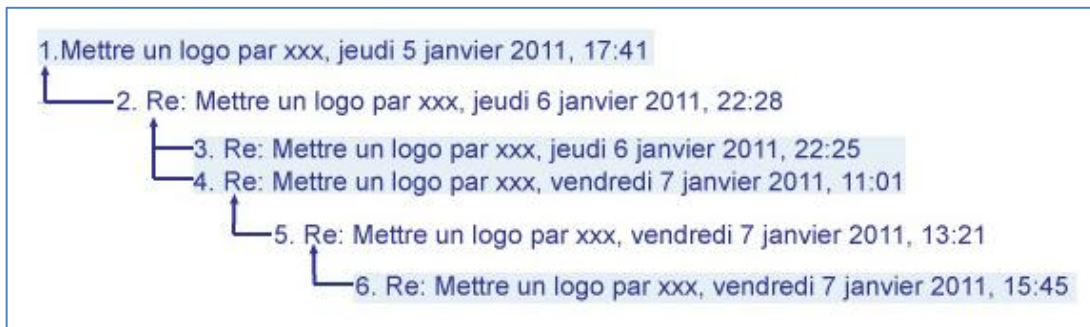 1.Mettre un logo par xxx, jeudi 5 janvier 2011, 17:41
2. Re: Mettre un logo par xxx, jeudi 6 janvier 2011, 22:28
3. Re: Mettre un logo par xxx, jeudi 6 janvier 2011, 22:25
4. Re: Mettre un logo par xxx, vendredi 7 janvier 2011, 11:01
5. Re: Mettre un logo par xxx, vendredi 7 janvier 2011, 13:21
6. Re: Mettre un logo par xxx, vendredi 7 janvier 2011, 15:45